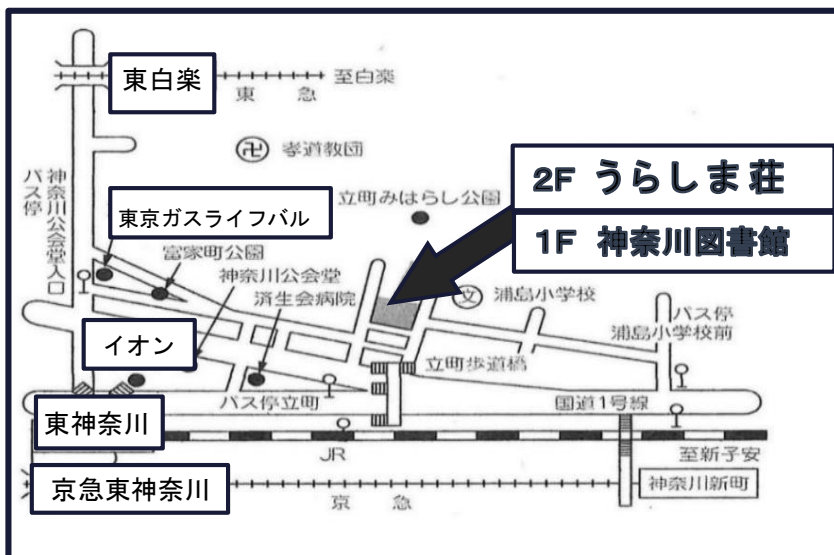 東白楽
至白楽
東急
孝道教団
2F うらしま荘
1F 神奈川図書館
神奈川公会堂入口
バス停
立町みはらし公園
東京ガスライフバル
富家町公園
神奈川公会堂
済生会病院
文
浦島小学校
バス停
浦島小学校前
イオン
立町歩道橋
バス停立町
国道1号線
東神奈川
JR
至新子安
京急東神奈川
京急
神奈川新町